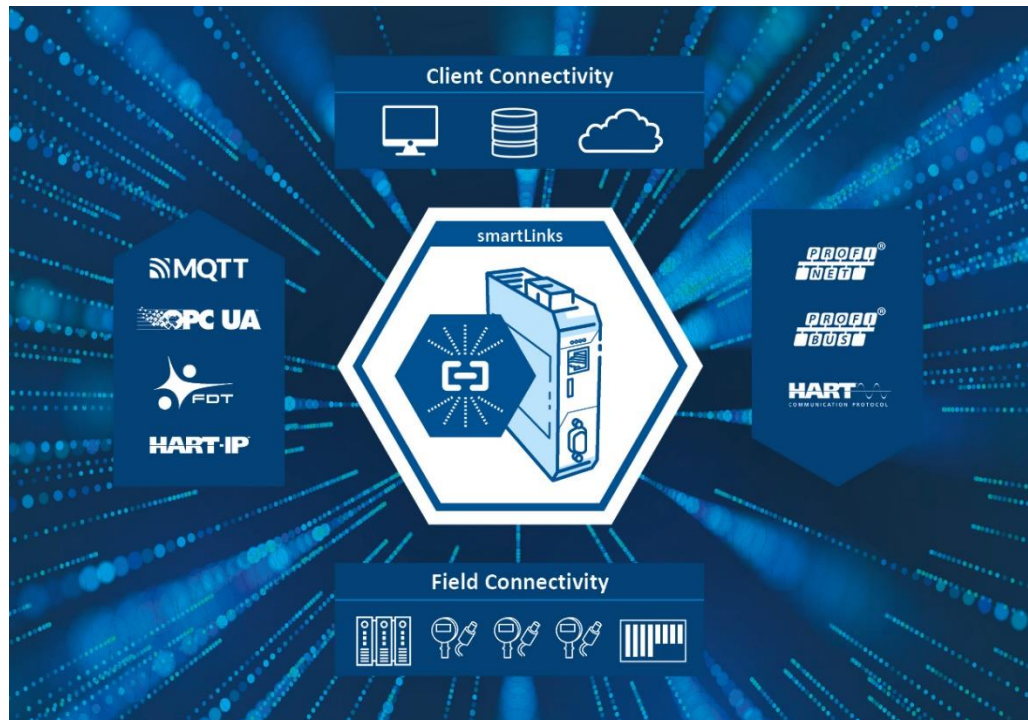 Client Connectivity
smartLinks
MQTT
OPC UA
FDT
HART-IP
PROFI®
NET
PROFI®
BUS
HART
COMMUNICATION PROTOCOL
Field Connectivity